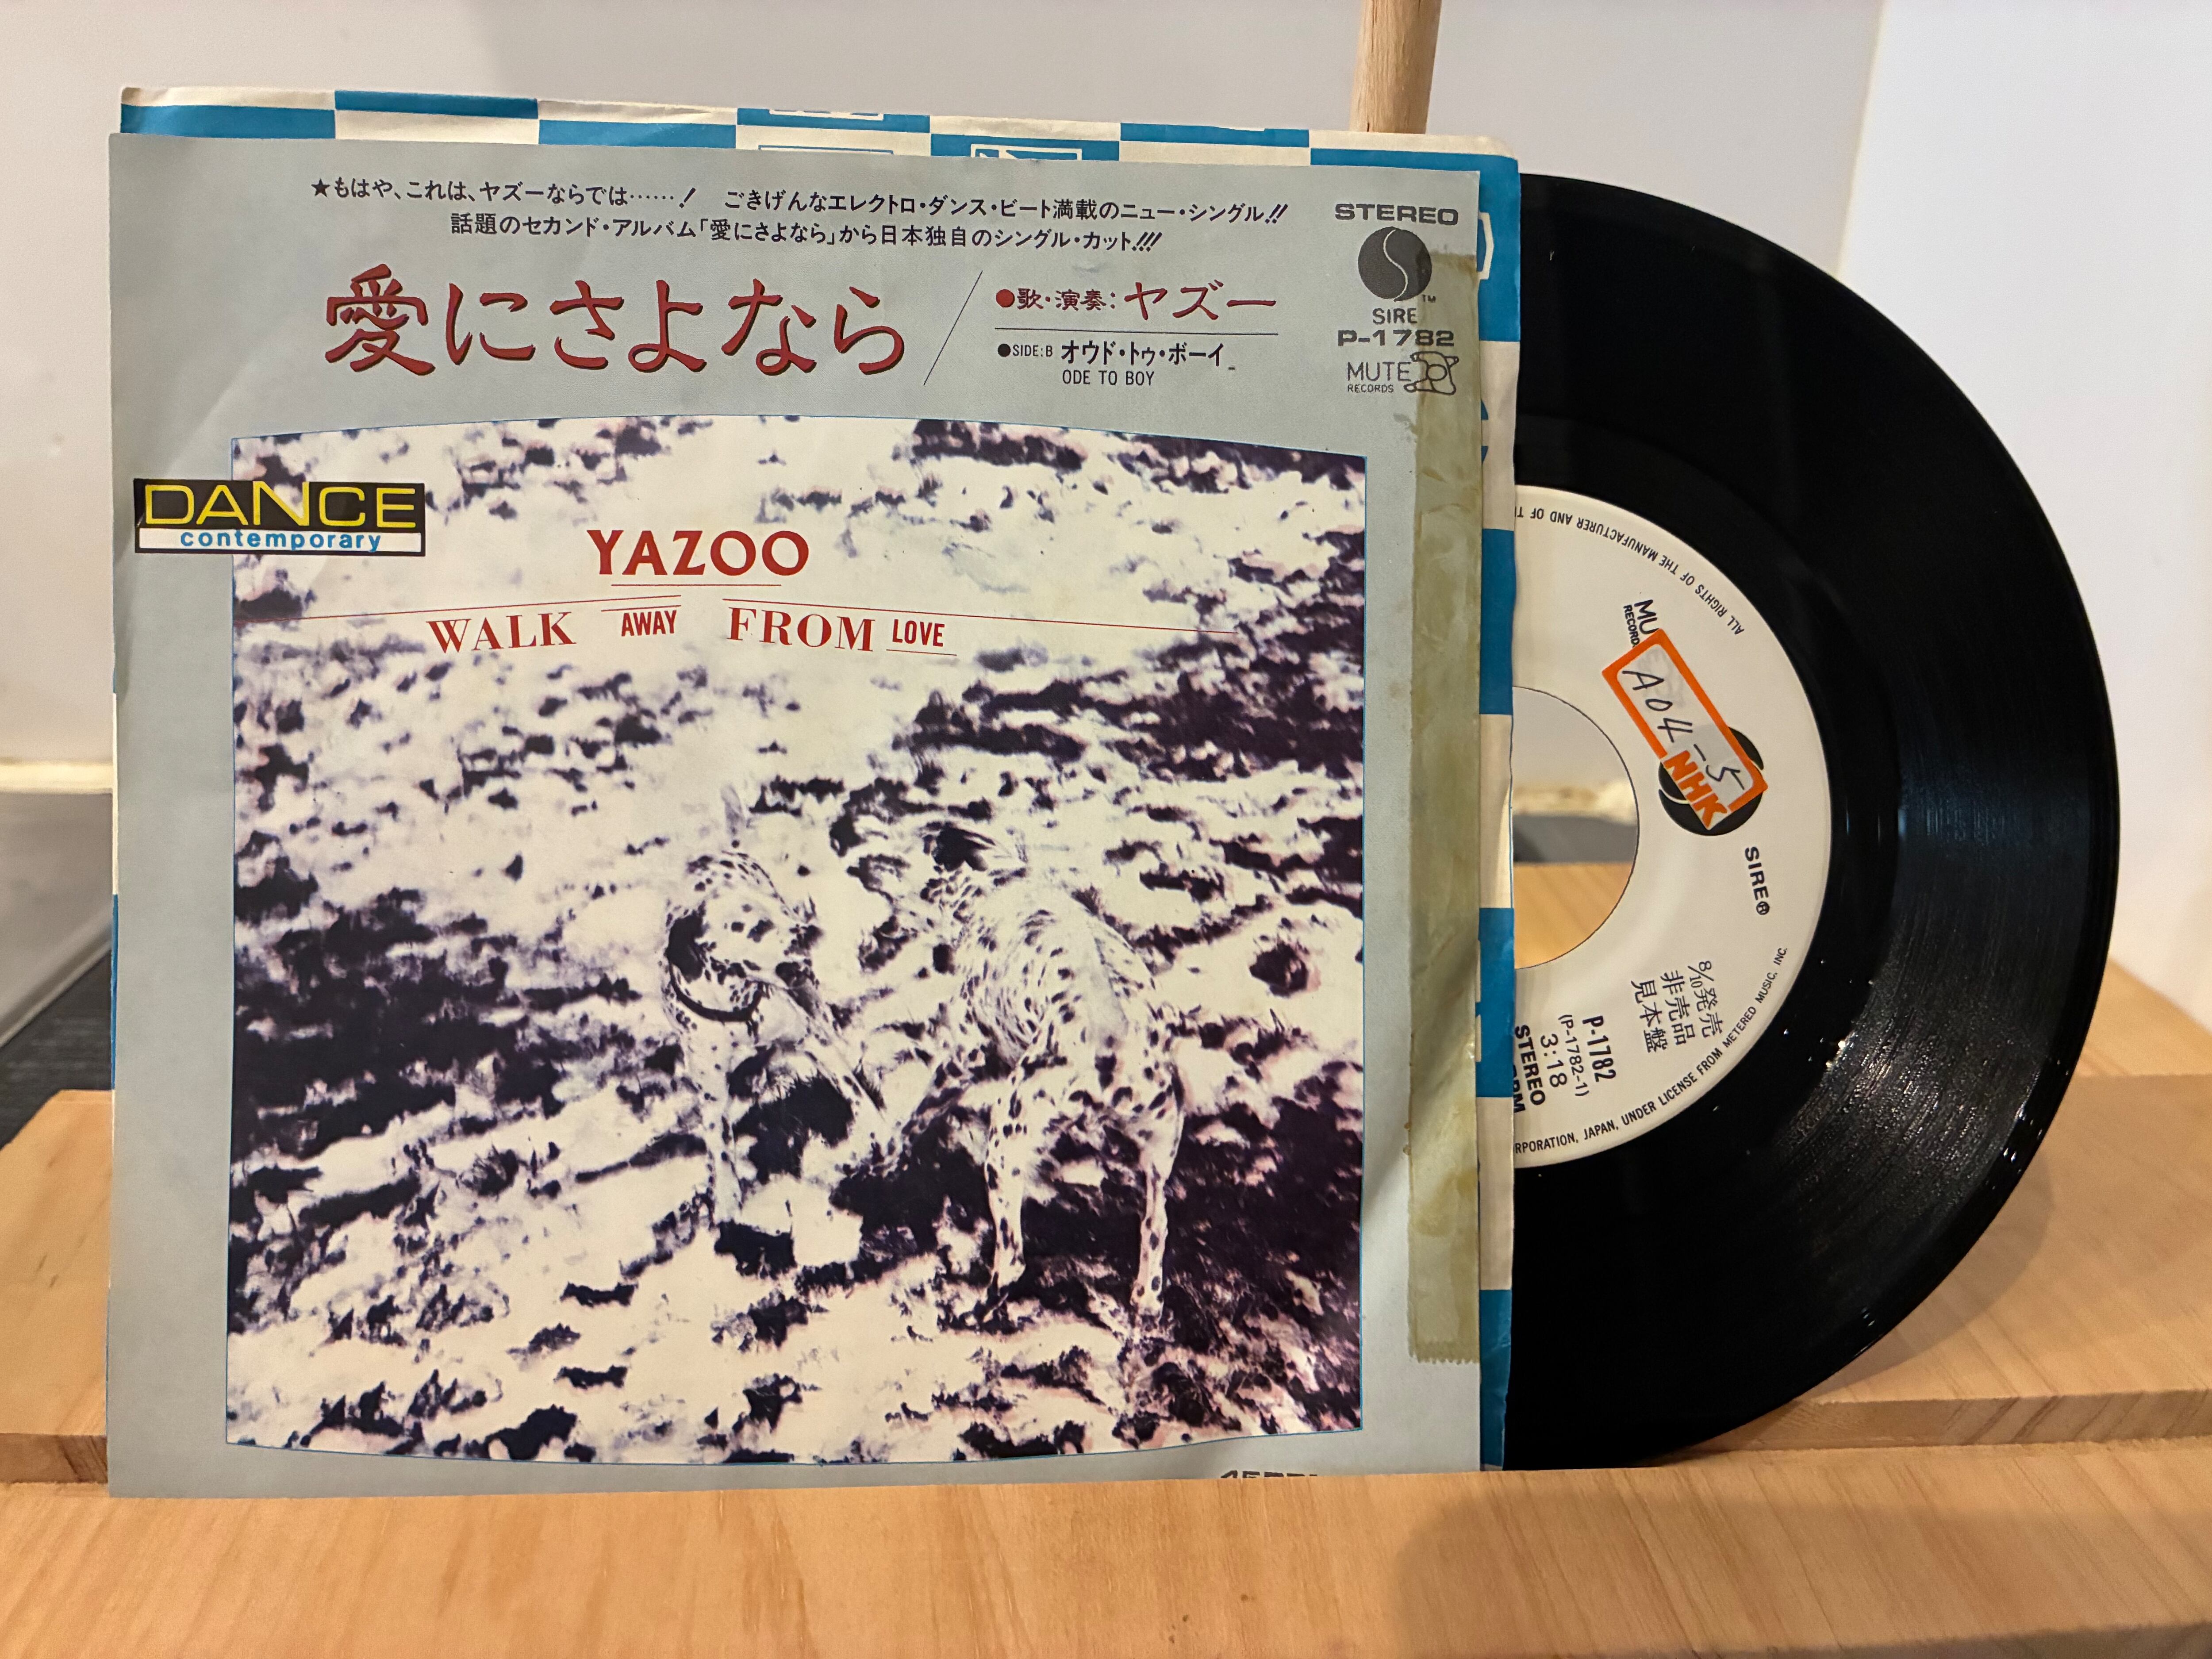 ★もはや、これは、ヤズーならでは……！ ごきげんなエレクトロ・ダンス・ビート満載のニュー・シングル!!
話題のセカンド・アルバム「愛にさよなら」から日本独自のシングル・カット!!!
愛にさよなら
●歌・演奏：ヤズー
●SIDE:B オウド・トゥ・ボーイ
ODE TO BOY
STEREO
TM
SIRE
P-1782
MUTE
RECORDS
DANCE
contemporary
YAZOO
WALK AWAY FROM LOVE
ALL RIGHTS OF THE MANUFACTURER AND OF
MU
RECORD
A04-5
NHK
SIRE®
8/10発売
非売品
見本盤
P-1782
(P-1782-1)
3:18
STEREO
RPORATION, JAPAN, UNDER LICENSE FROM METERED MUSIC, INC.